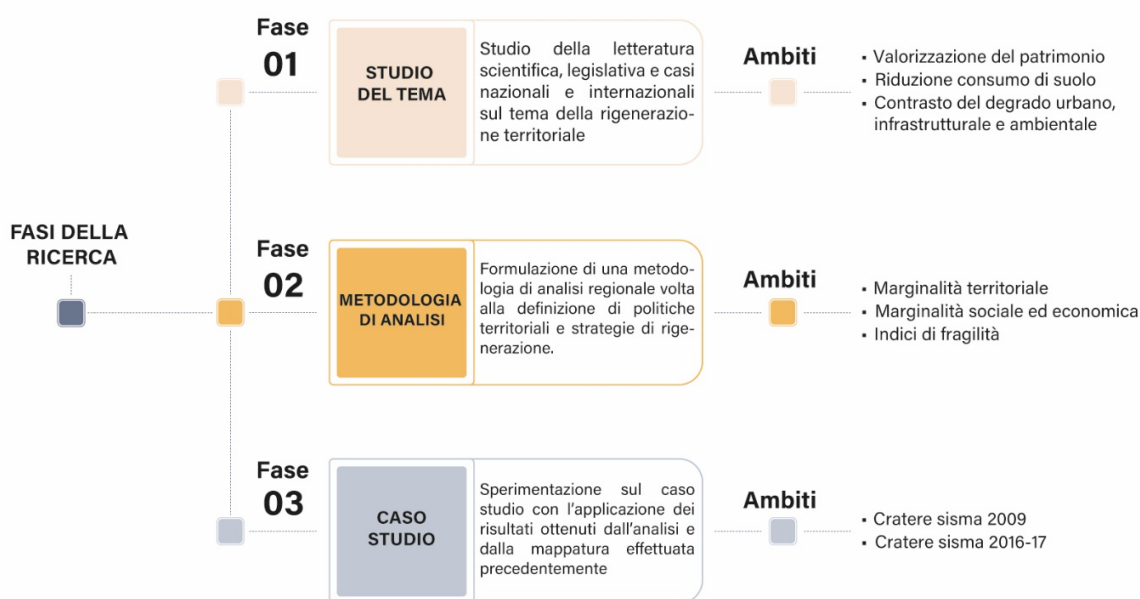 FASI DELLA
RICERCA
Fase
01
STUDIO
DEL TEMA
Studio della letteratura
scientifica, legislativa e casi
nazionali e internazionali
sul tema della rigenerazio-
ne territoriale
Ambiti
▪ Valorizzazione del patrimonio
▪ Riduzione consumo di suolo
▪ Contrasto del degrado urbano,
infrastrutturale e ambientale
Fase
02
METODOLOGIA
DI ANALISI
Formulazione di una metodo-
logia di analisi regionale volta
alla definizione di politiche
territoriali e strategie di rige-
nerazione.
Ambiti
▪ Marginalità territoriale
▪ Marginalità sociale ed economica
▪ Indici di fragilità
Fase
03
CASO
STUDIO
Sperimentazione sul caso
studio con l'applicazione dei
risultati ottenuti dall'analisi e
dalla mappatura effettuata
precedentemente
Ambiti
▪ Cratere sisma 2009
▪ Cratere sisma 2016-17